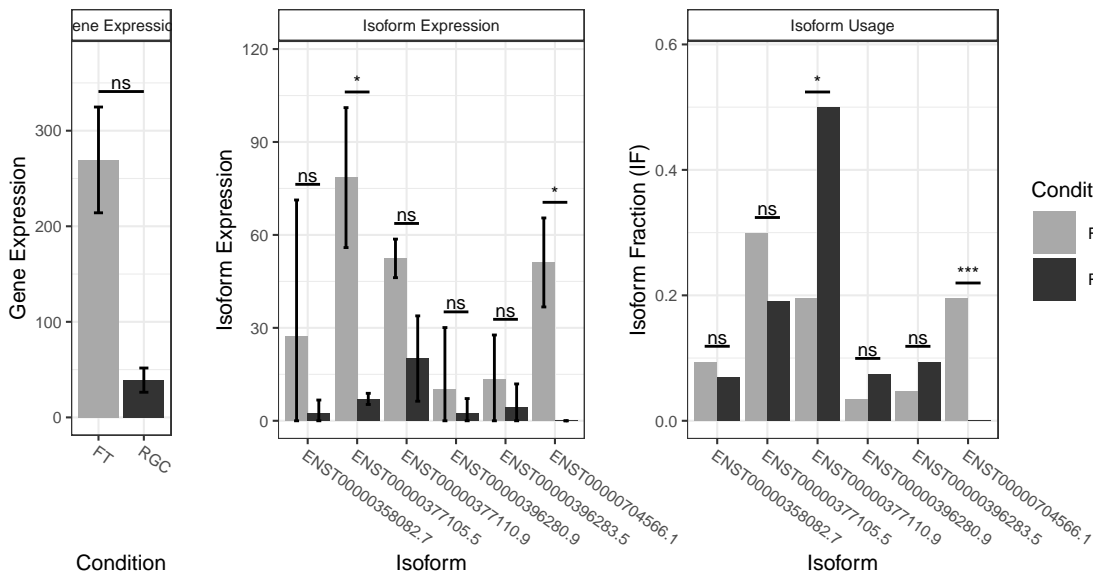 ene Expressio
Gene Expression
300
200
100
0
ns
FT
RGC
Condition
Isoform Expression
Isoform Expression
120
90
60
30
0
ns
*
ns
ns
ns
*
ENST00000358082.7
ENST00000377105.5
ENST00000377110.9
ENST00000396280.9
ENST00000396283.5
ENST00000704566.1
Isoform
Isoform Usage
Isoform Fraction (IF)
0.6
0.4
0.2
0.0
ns
ns
*
ns
ns
***
ENST00000358082.7
ENST00000377105.5
ENST00000377110.9
ENST00000396280.9
ENST00000396283.5
ENST00000704566.1
Isoform
Condit
F
F